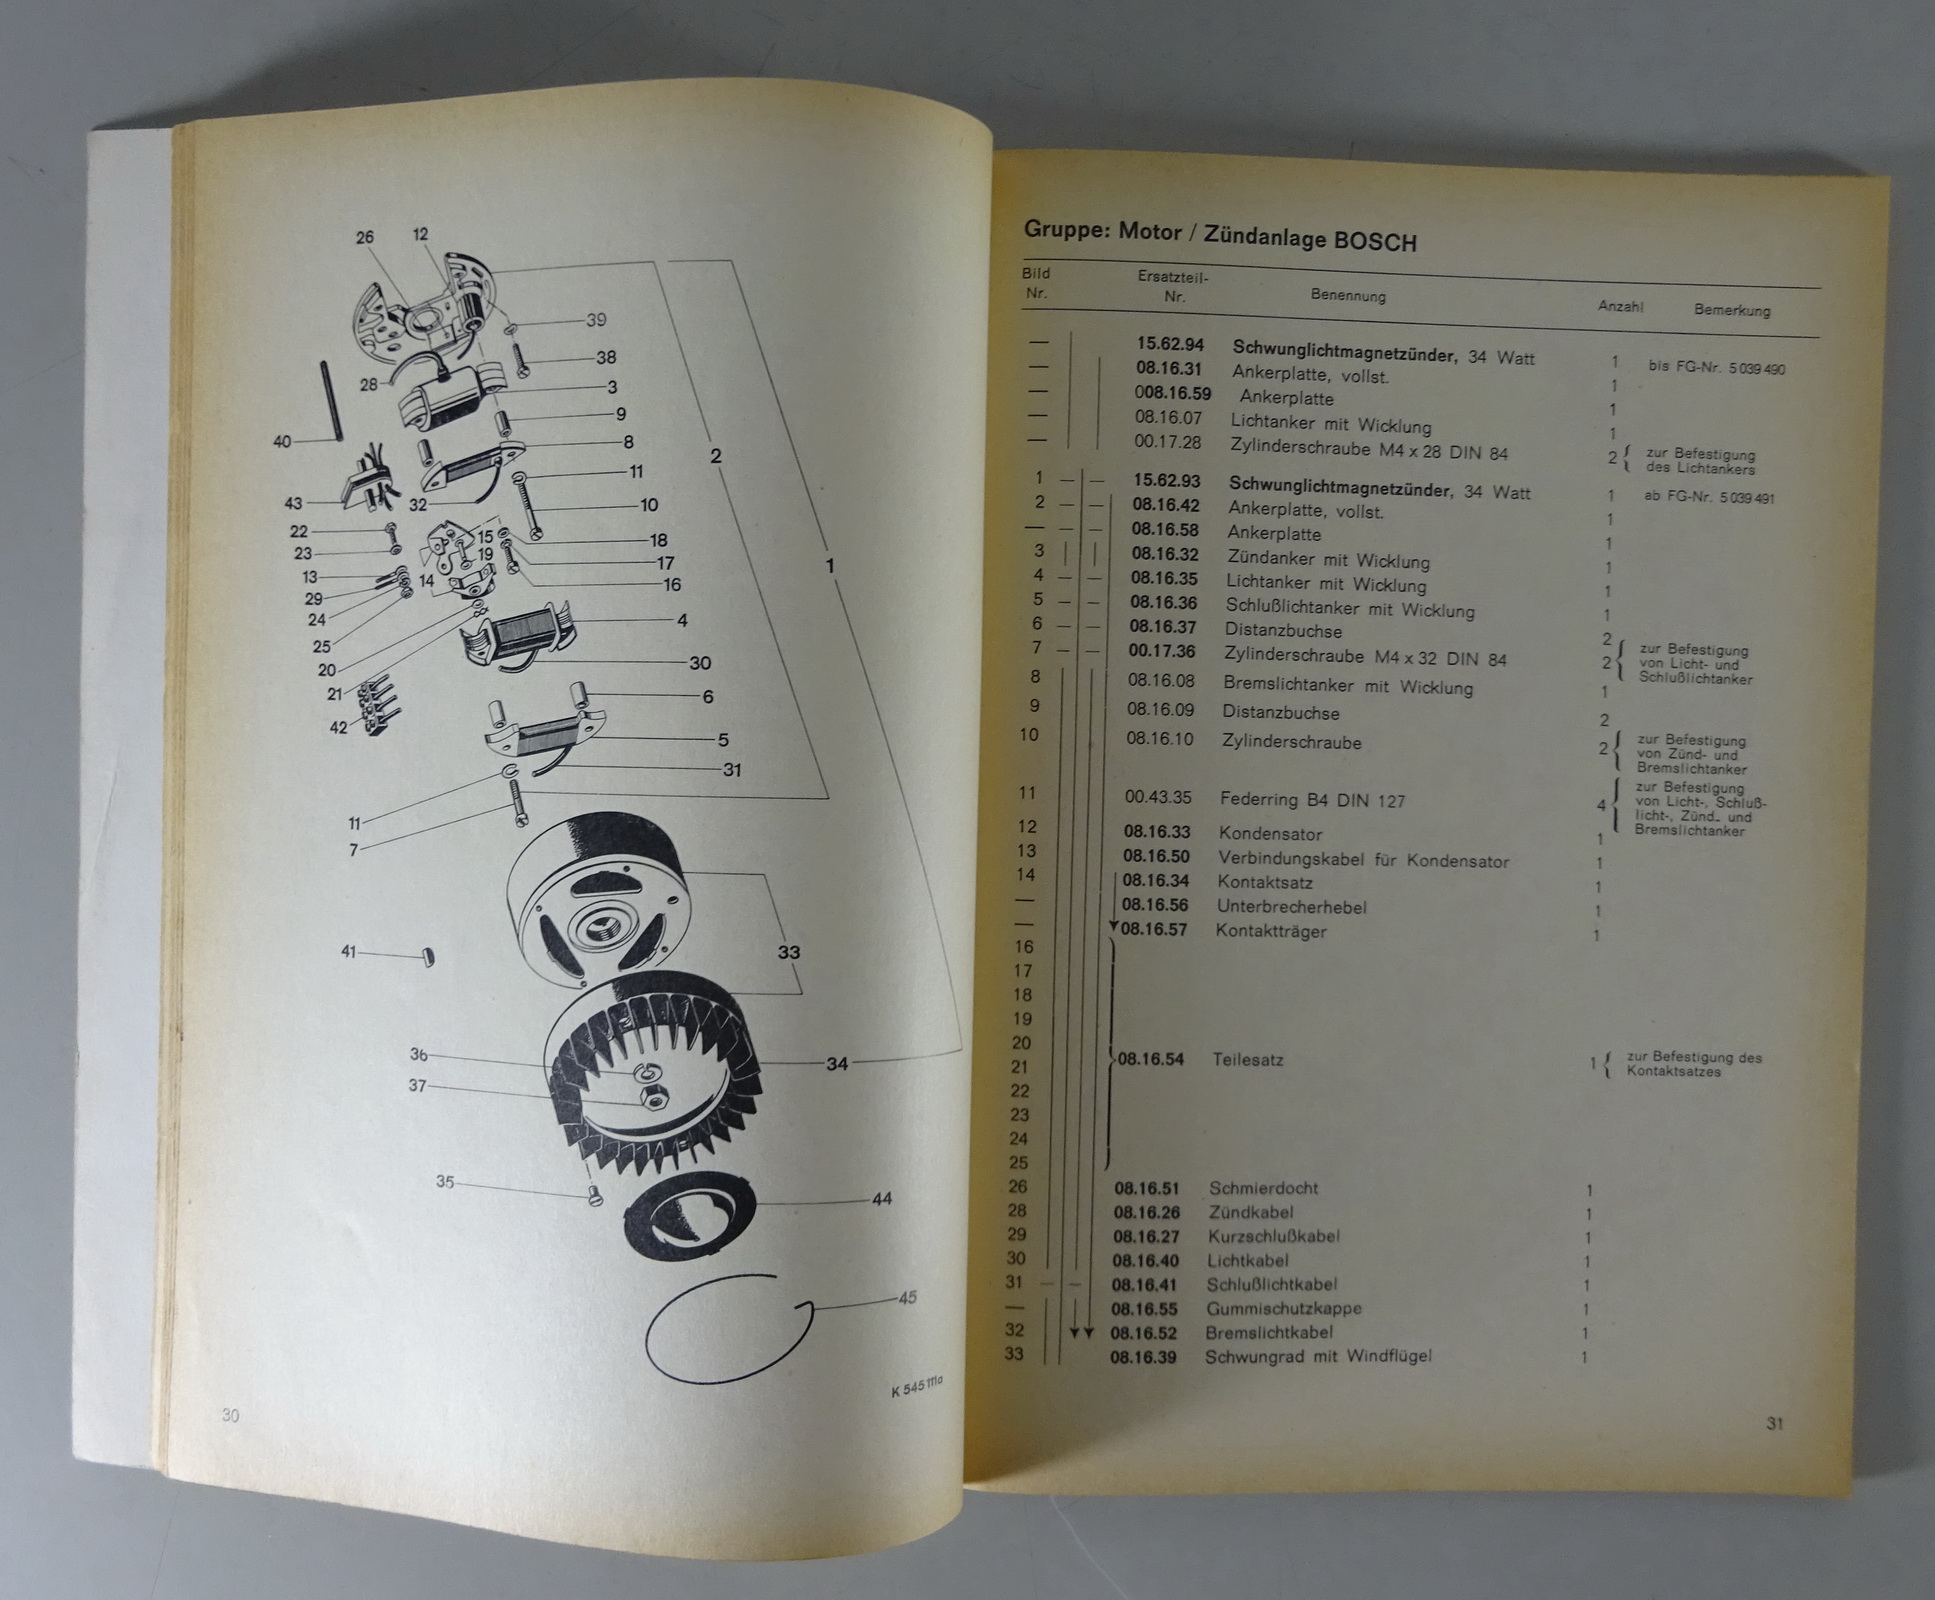 26 12
39
38
28
3
9
40
8
2
11
43
32
10
22
15
18
23
19
17
13
14
16
1
29
24
4
25
20
30
21
6
42
5
31
11
7
41
33
36
34
37
35
44
45
K 545 111a
30
Gruppe: Motor / Zündanlage BOSCH
Bild Nr. Ersatzteil-Nr. Benennung Anzahl Bemerkung
— 15.62.94 Schwunglichtmagnetzünder, 34 Watt 1 bis FG-Nr. 5 039 490
— 08.16.31 Ankerplatte, vollst. 1
— 008.16.59 Ankerplatte 1
— 08.16.07 Lichtanker mit Wicklung 1
— 00.17.28 Zylinderschraube M4 x 28 DIN 84 2 { zur Befestigung
des Lichtankers
1 — — 15.62.93 Schwunglichtmagnetzünder, 34 Watt 1 ab FG-Nr. 5 039 491
2 — — 08.16.42 Ankerplatte, vollst. 1
— — — 08.16.58 Ankerplatte 1
3 08.16.32 Zündanker mit Wicklung 1
4 — — 08.16.35 Lichtanker mit Wicklung 1
5 — — 08.16.36 Schlußlichtanker mit Wicklung 1
6 — — 08.16.37 Distanzbuchse 2
7 — — 00.17.36 Zylinderschraube M4 x 32 DIN 84 2 { zur Befestigung
von Licht- und
Schlußlichtanker
8 08.16.08 Bremslichtanker mit Wicklung 1
9 08.16.09 Distanzbuchse 2
10 08.16.10 Zylinderschraube 2 { zur Befestigung
von Zünd- und
Bremslichtanker
11 00.43.35 Federring B4 DIN 127 4 { zur Befestigung
von Licht-, Schluß-
licht-, Zünd- und
Bremslichtanker
12 08.16.33 Kondensator 1
13 08.16.50 Verbindungskabel für Kondensator 1
14 08.16.34 Kontaktsatz 1
— 08.16.56 Unterbrecherhebel 1
— 08.16.57 Kontaktträger 1
16
17
18
19
20
21 08.16.54 Teilesatz 1 { zur Befestigung des
Kontaktsatzes
22
23
24
25
26 08.16.51 Schmierdocht 1
28 08.16.26 Zündkabel 1
29 08.16.27 Kurzschlußkabel 1
30 08.16.40 Lichtkabel 1
31 — — 08.16.41 Schlußlichtkabel 1
— 08.16.55 Gummischutzkappe 1
32 08.16.52 Bremslichtkabel 1
33 08.16.39 Schwungrad mit Windflügel 1
31